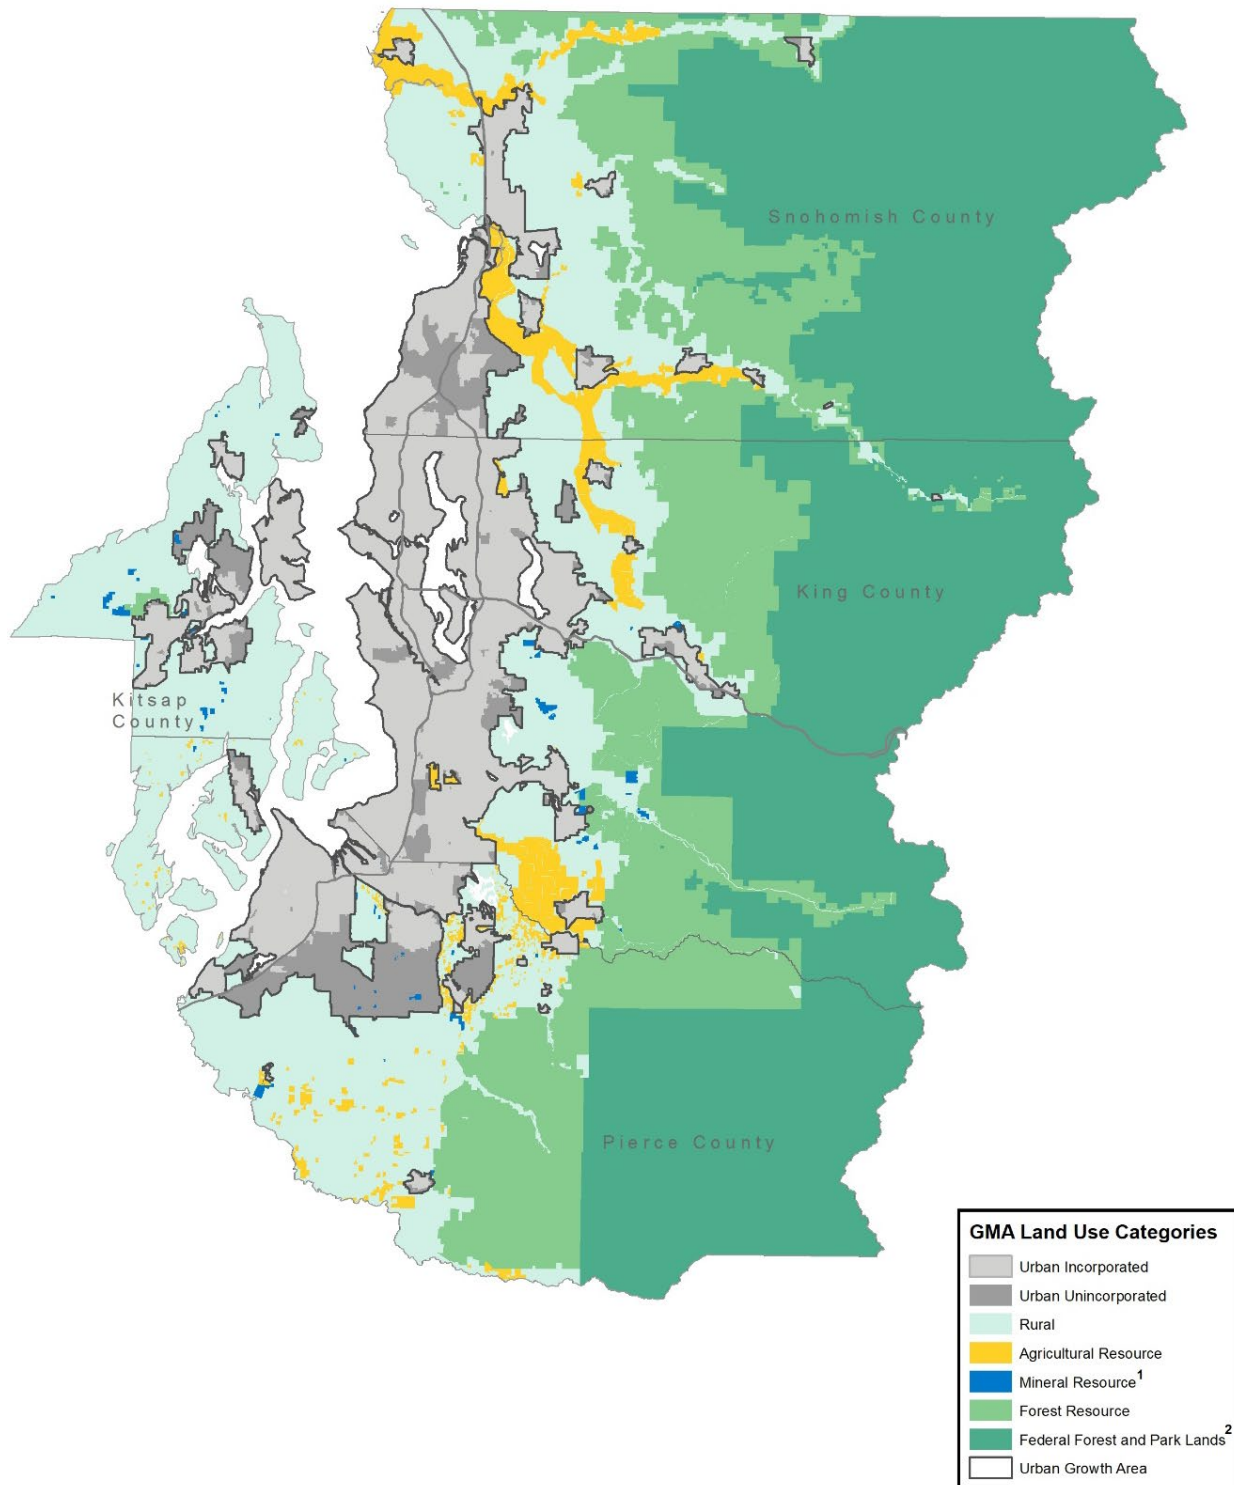 Snohomish County
King County
Kitsap
County
Pierce County
GMA Land Use Categories
Urban Incorporated
Urban Unincorporated
Rural
Agricultural Resource
Mineral Resource1
Forest Resource
Federal Forest and Park Lands2
Urban Growth Area